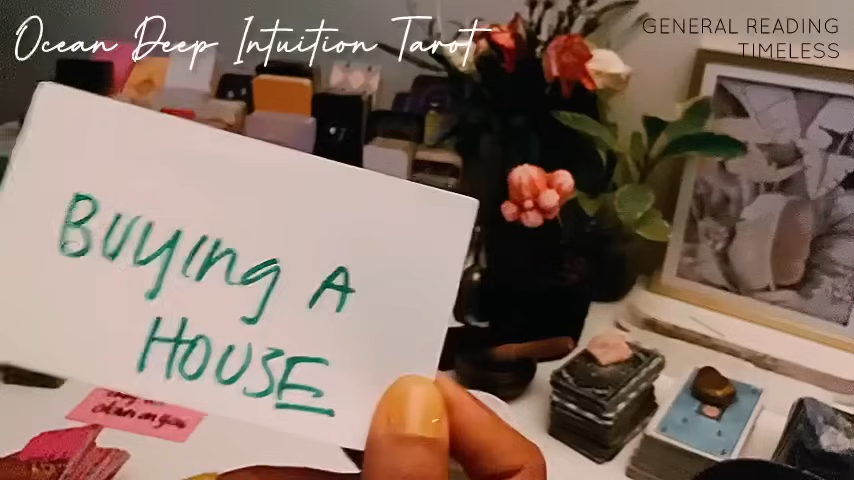 Ocean Deep Intuition Tarot
GENERAL READING
TIMELESS
BUYING A
HOUSE